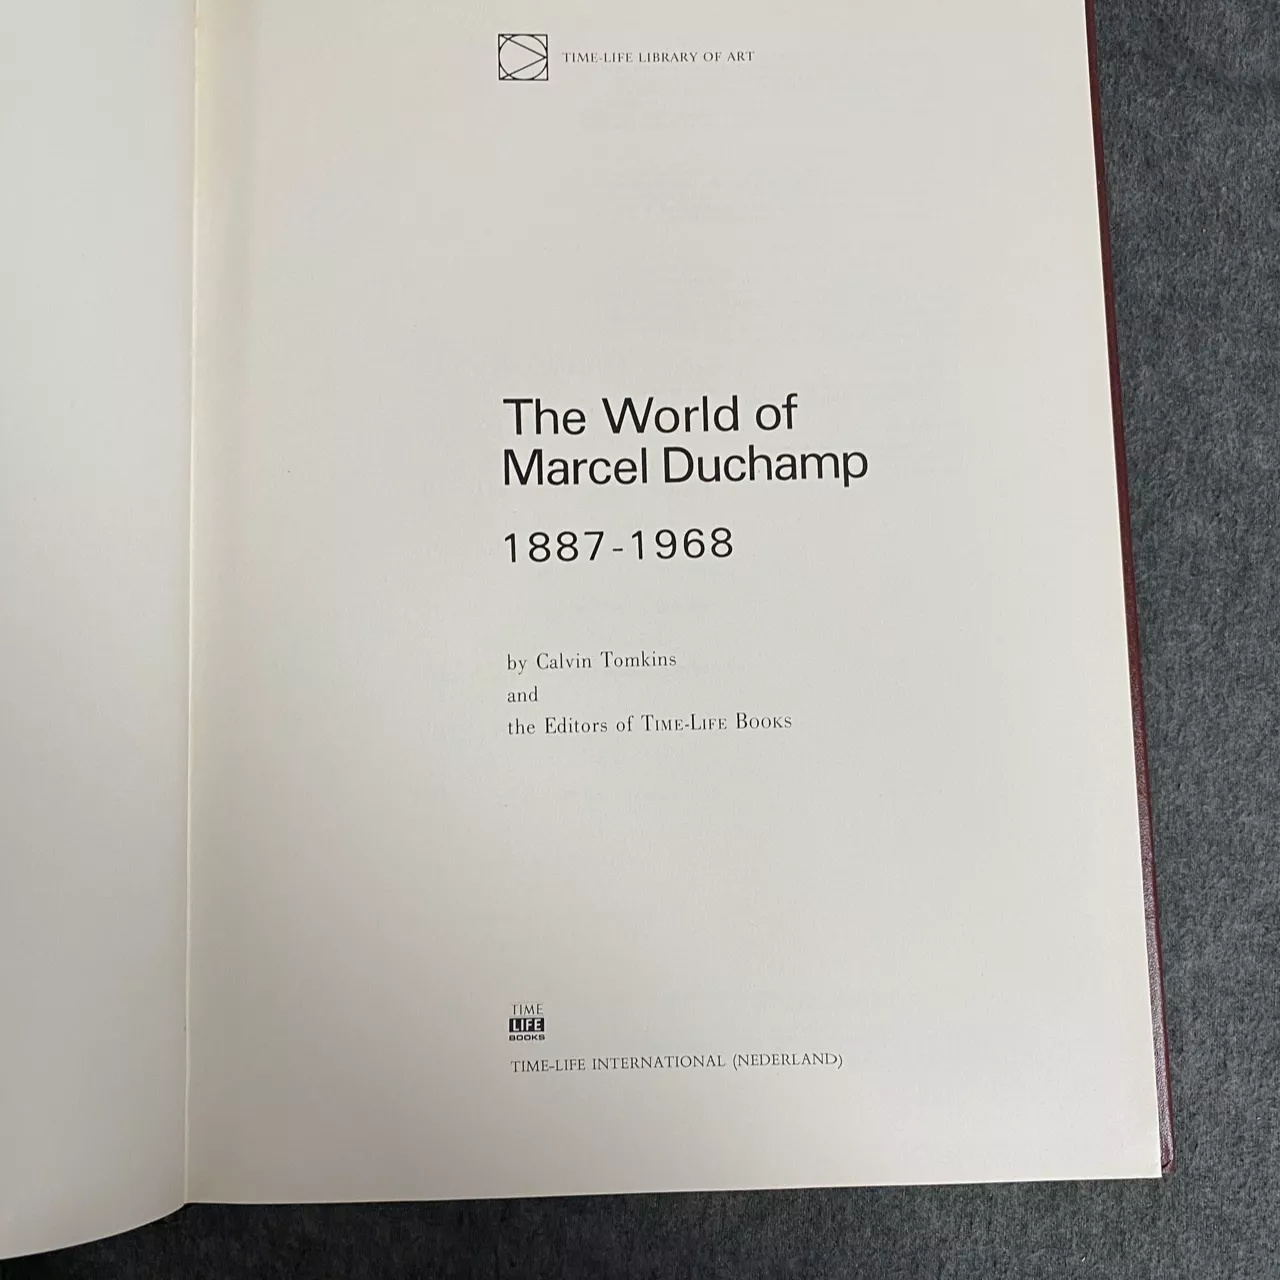 TIME-LIFE LIBRARY OF ART
The World of
Marcel Duchamp
1887-1968
by Calvin Tomkins
and
the Editors of TIME-LIFE BOOKS
TIME
LIFE
BOOKS
TIME-LIFE INTERNATIONAL (NEDERLAND)